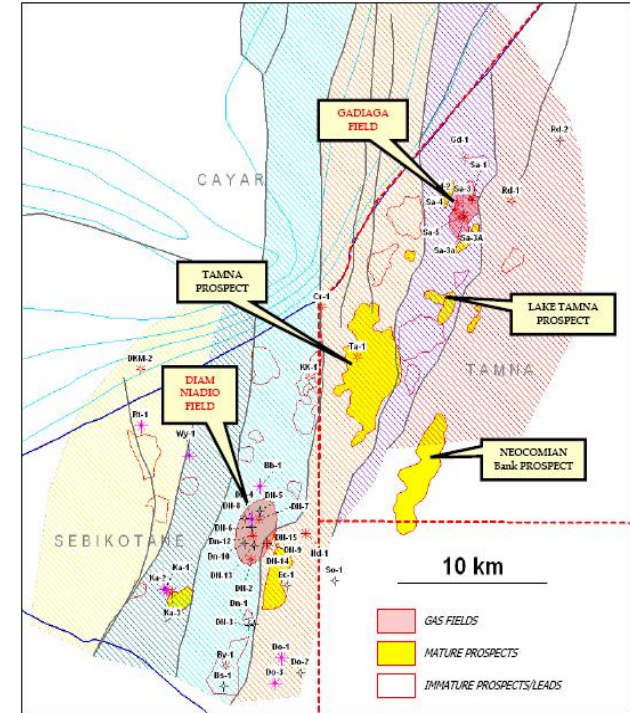 GADIAGA
FIELD
Rd-2
Gd-1
Sa-1
CAYAR
Sa-3
Sa-4
Rd-1
Sa-5
Sa-3A
Sa-3a
TAMNA
PROSPECT
Cr-1
LAKE TAMNA
PROSPECT
Ta-1
DKM-2
KK-1
TAMNA
DIAM
NIADIO
FIELD
Rt-1
Wy-1
NEOCOMIAN
Bank PROSPECT
Bb-1
DN-5
DN-8
DN-7
SEBIKOTANE
DN-6
DN-15
Dn-12
DN-9
Nd-1
Dn-10
DN-14
Ka-1
Ka-2
DN-13
Ec-1
So-1
10 km
DN-2
Ka-3
Dn-1
DN-3
GAS FIELDS
By-1
Do-1
Do-2
MATURE PROSPECTS
Bs-1
Do-3
IMMATURE PROSPECTS/LEADS